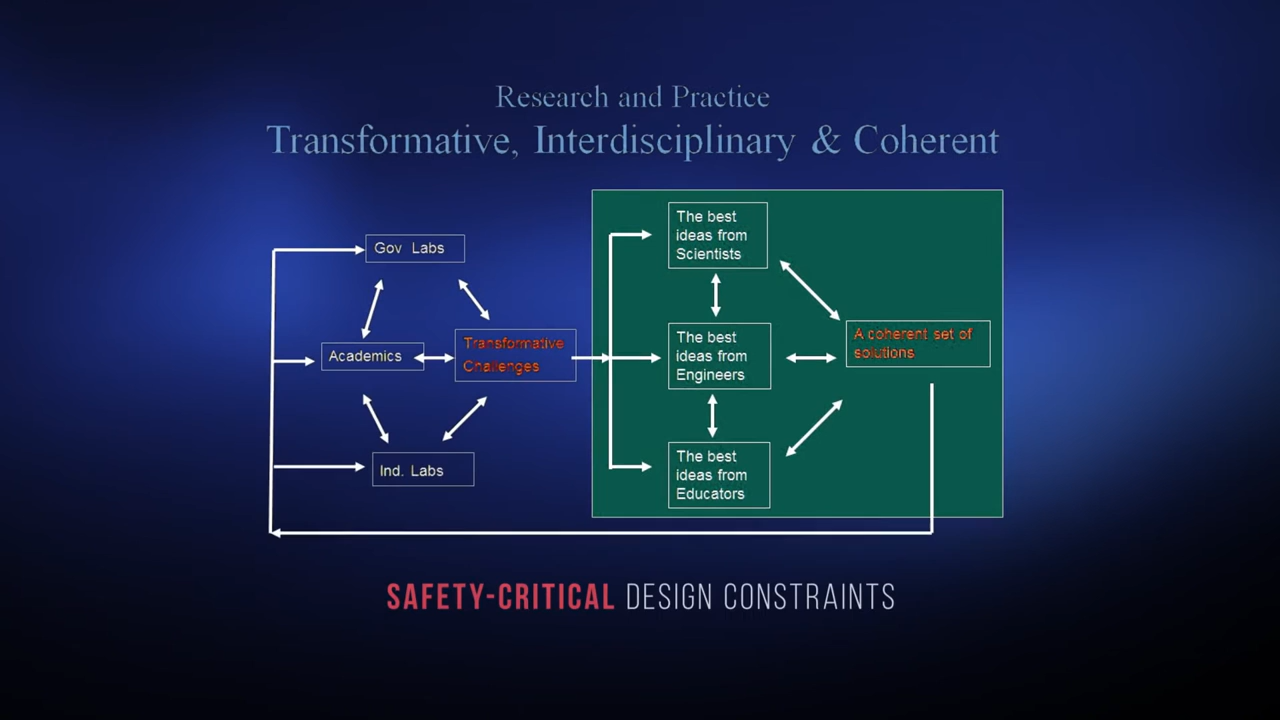 Research and Practice
Transformative, Interdisciplinary & Coherent
Gov Labs
Academics
Transformative
Challenges
Ind. Labs
The best
ideas from
Scientists
The best
ideas from
Engineers
The best
ideas from
Educators
A coherent set of
solutions
SAFETY-CRITICAL DESIGN CONSTRAINTS